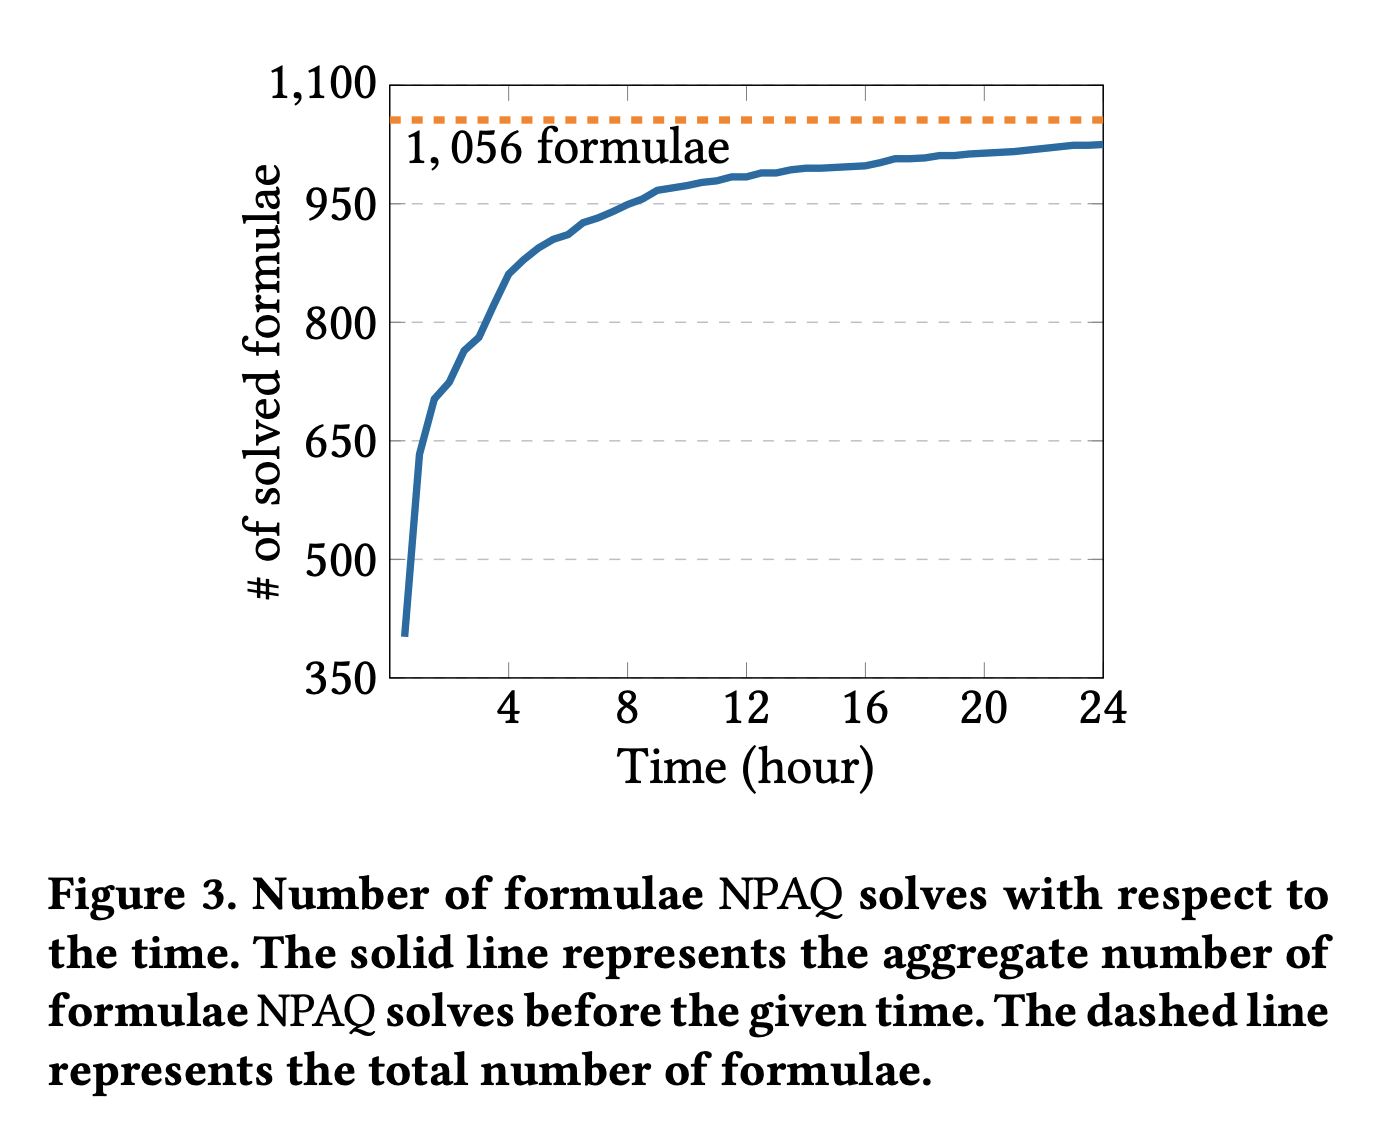 1,100
1, 056 formulae
950
800
650
500
350
# of solved formulae
4 8 12 16 20 24
Time (hour)
Figure 3. Number of formulae NPAQ solves with respect to
the time. The solid line represents the aggregate number of
formulae NPAQ solves before the given time. The dashed line
represents the total number of formulae.